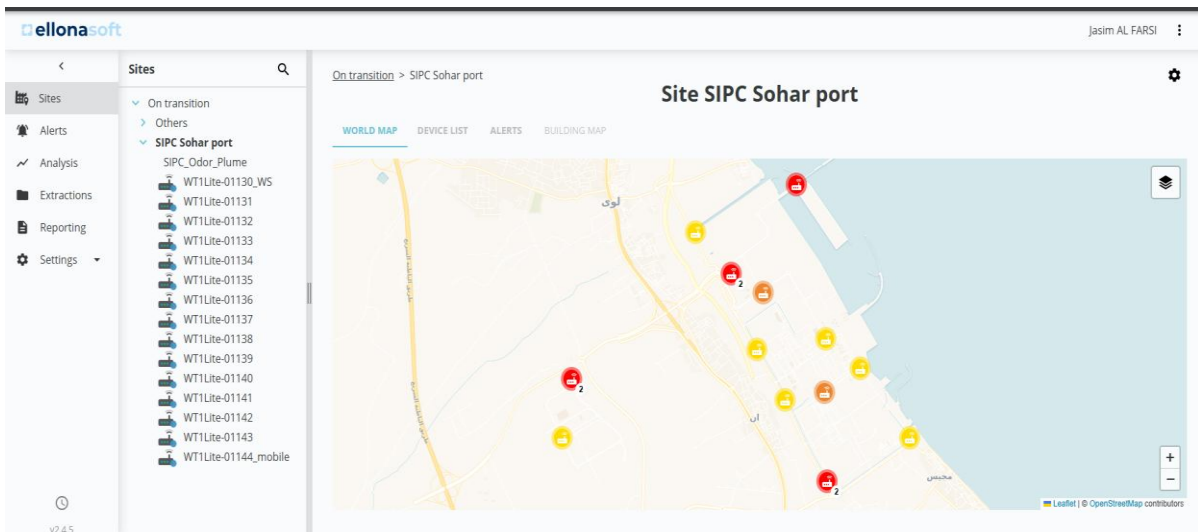 ellonasoft
Jasim AL FARSI
Sites
Alerts
Analysis
Extractions
Reporting
Settings
v2.4.5
Sites
On transition
Others
SIPC Sohar port
SIPC_Odor_Plume
WT1Lite-01130_WS
WT1Lite-01131
WT1Lite-01132
WT1Lite-01133
WT1Lite-01134
WT1Lite-01135
WT1Lite-01136
WT1Lite-01137
WT1Lite-01138
WT1Lite-01139
WT1Lite-01140
WT1Lite-01141
WT1Lite-01142
WT1Lite-01143
WT1Lite-01144_mobile
On transition > SIPC Sohar port
Site SIPC Sohar port
WORLD MAP DEVICE LIST ALERTS BUILDING MAP
لوى
2
2
ان
2
+
−
Leaflet | © OpenStreetMap contributors